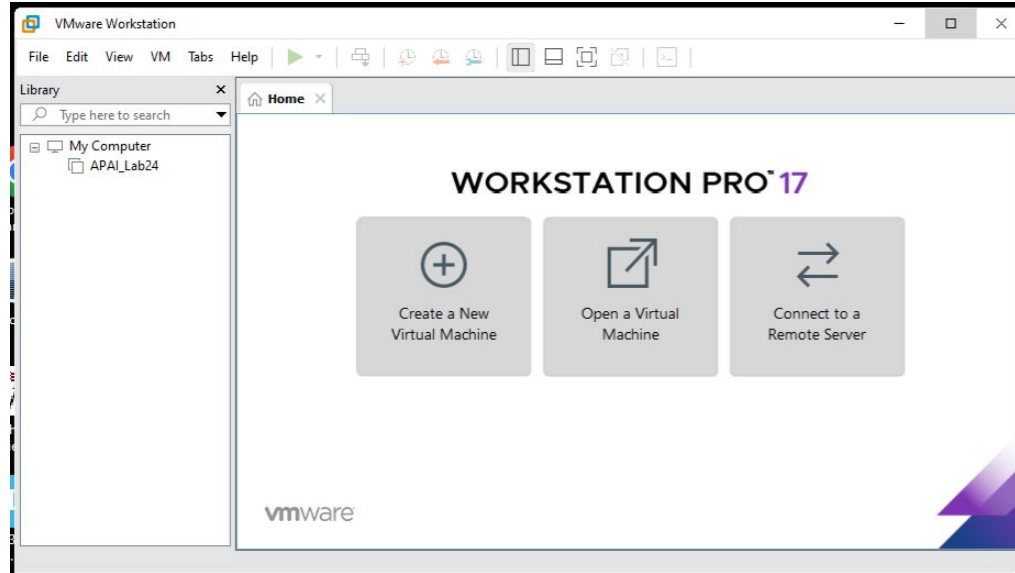 VMware Workstation
File Edit View VM Tabs Help
Library
Type here to search
My Computer
APAI_Lab24
Home
WORKSTATION PRO™ 17
Create a New
Virtual Machine
Open a Virtual
Machine
Connect to a
Remote Server
vmware